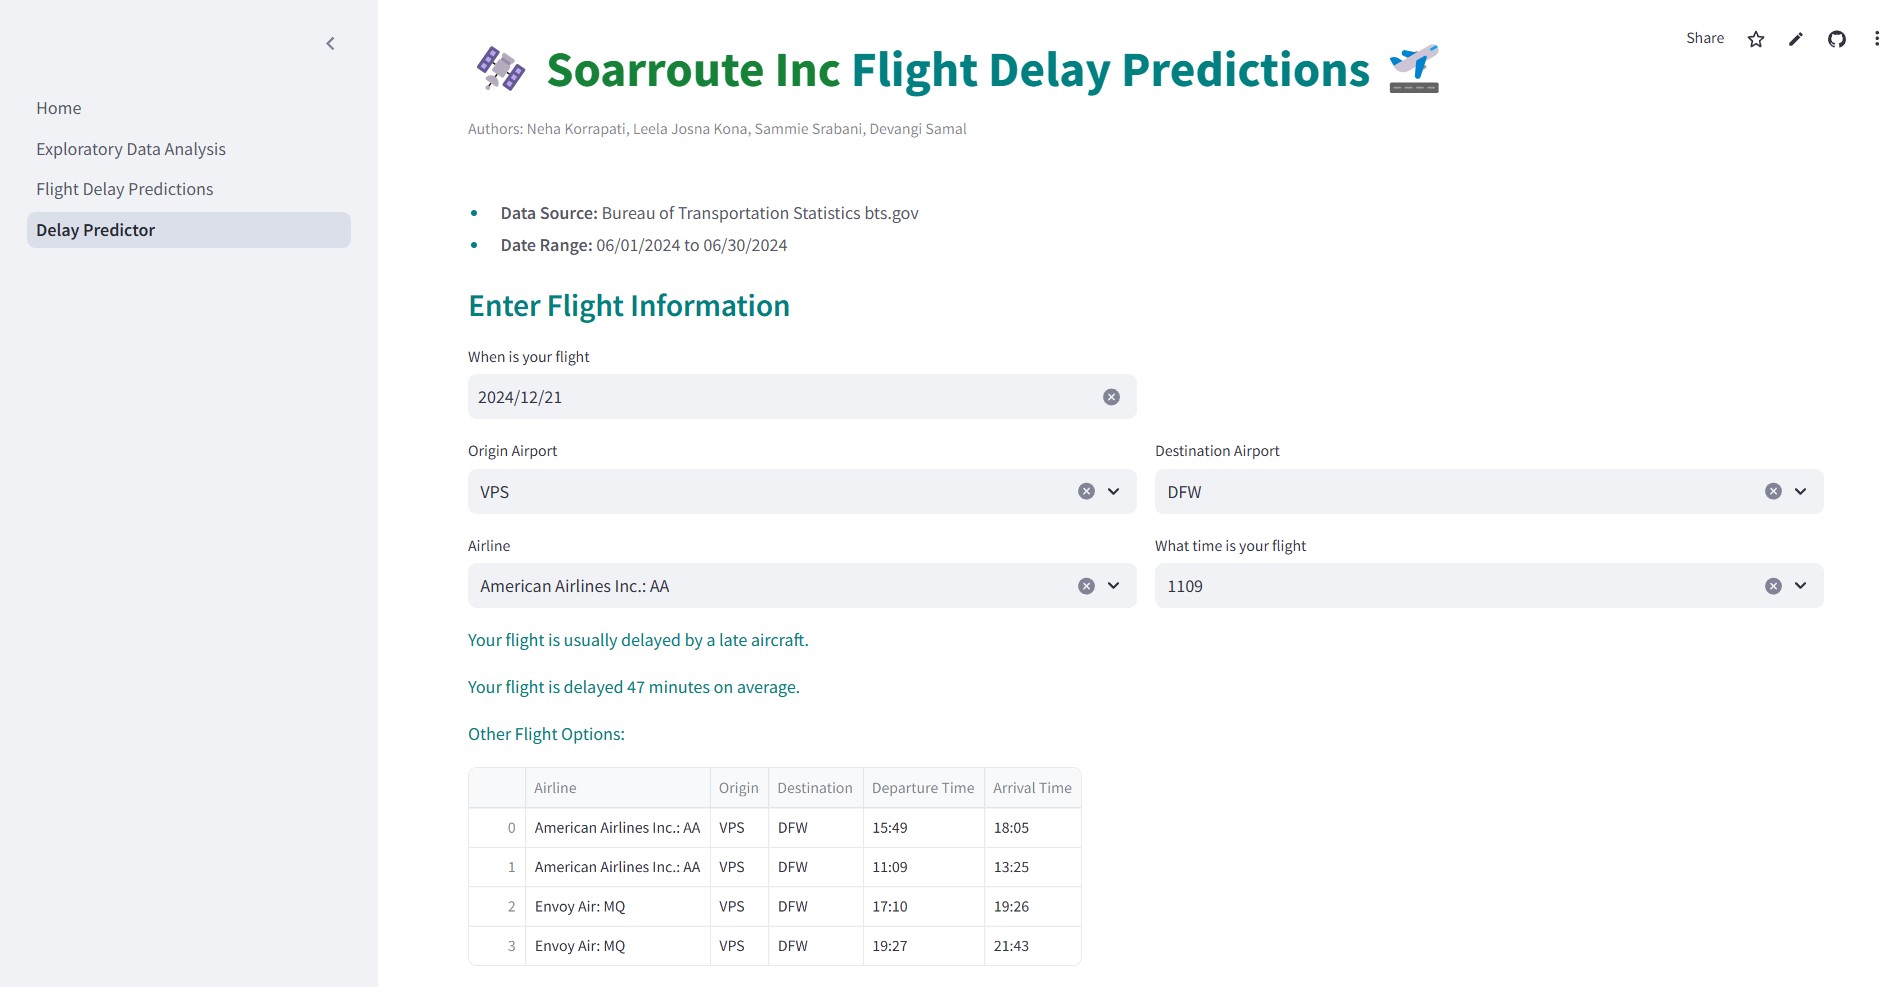 Share
Home
Exploratory Data Analysis
Flight Delay Predictions
Delay Predictor
Soarroute Inc Flight Delay Predictions
Authors: Neha Korrapati, Leela Josna Kona, Sammie Srabani, Devangi Samal
Data Source: Bureau of Transportation Statistics bts.gov
Date Range: 06/01/2024 to 06/30/2024
Enter Flight Information
When is your flight
2024/12/21
Origin Airport Destination Airport
VPS DFW
Airline What time is your flight
American Airlines Inc.: AA 1109
Your flight is usually delayed by a late aircraft.
Your flight is delayed 47 minutes on average.
Other Flight Options:
Airline Origin Destination Departure Time Arrival Time
0 American Airlines Inc.: AA VPS DFW 15:49 18:05
1 American Airlines Inc.: AA VPS DFW 11:09 13:25
2 Envoy Air: MQ VPS DFW 17:10 19:26
3 Envoy Air: MQ VPS DFW 19:27 21:43